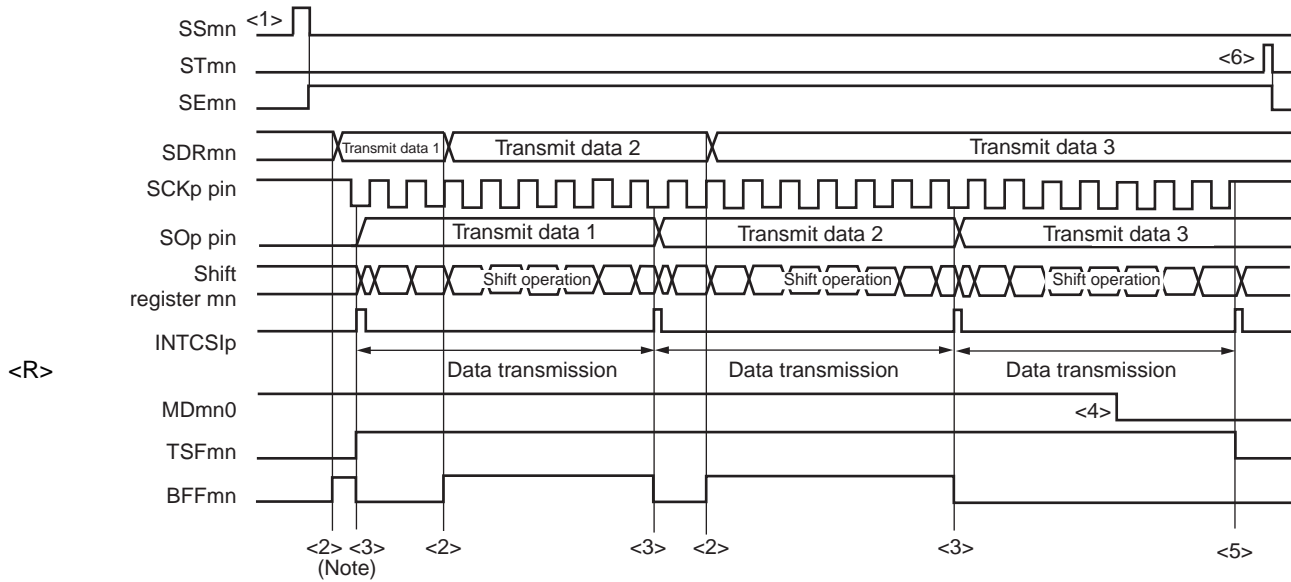 SSmn <1>
STmn <6>
SEmn
SDRmn Transmit data 1 Transmit data 2 Transmit data 3
SCKp pin
SOp pin Transmit data 1 Transmit data 2 Transmit data 3
Shift
register mn Shift operation Shift operation Shift operation
INTCSIp
<R> Data transmission Data transmission Data transmission
MDmn0 <4>
TSFmn
BFFmn
<2> <3> <2> <3> <2> <3> <5>
(Note)